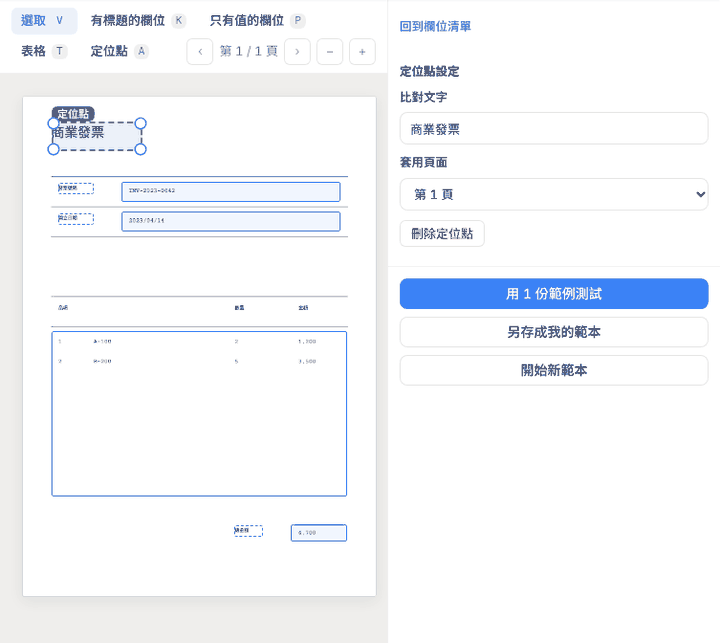 選取 V 有標題的欄位 K 只有值的欄位 P
表格 T 定位點 A 第 1 / 1 頁
回到欄位清單
定位點設定
比對文字
商業發票
套用頁面
第 1 頁
刪除定位點
用 1 份範例測試
另存成我的範本
開始新範本
定位點
商業發票
INV-2023-2042
2023/04/14
品項 數量 金額
1 A-100 2 1,200
2 B-200 5 3,500